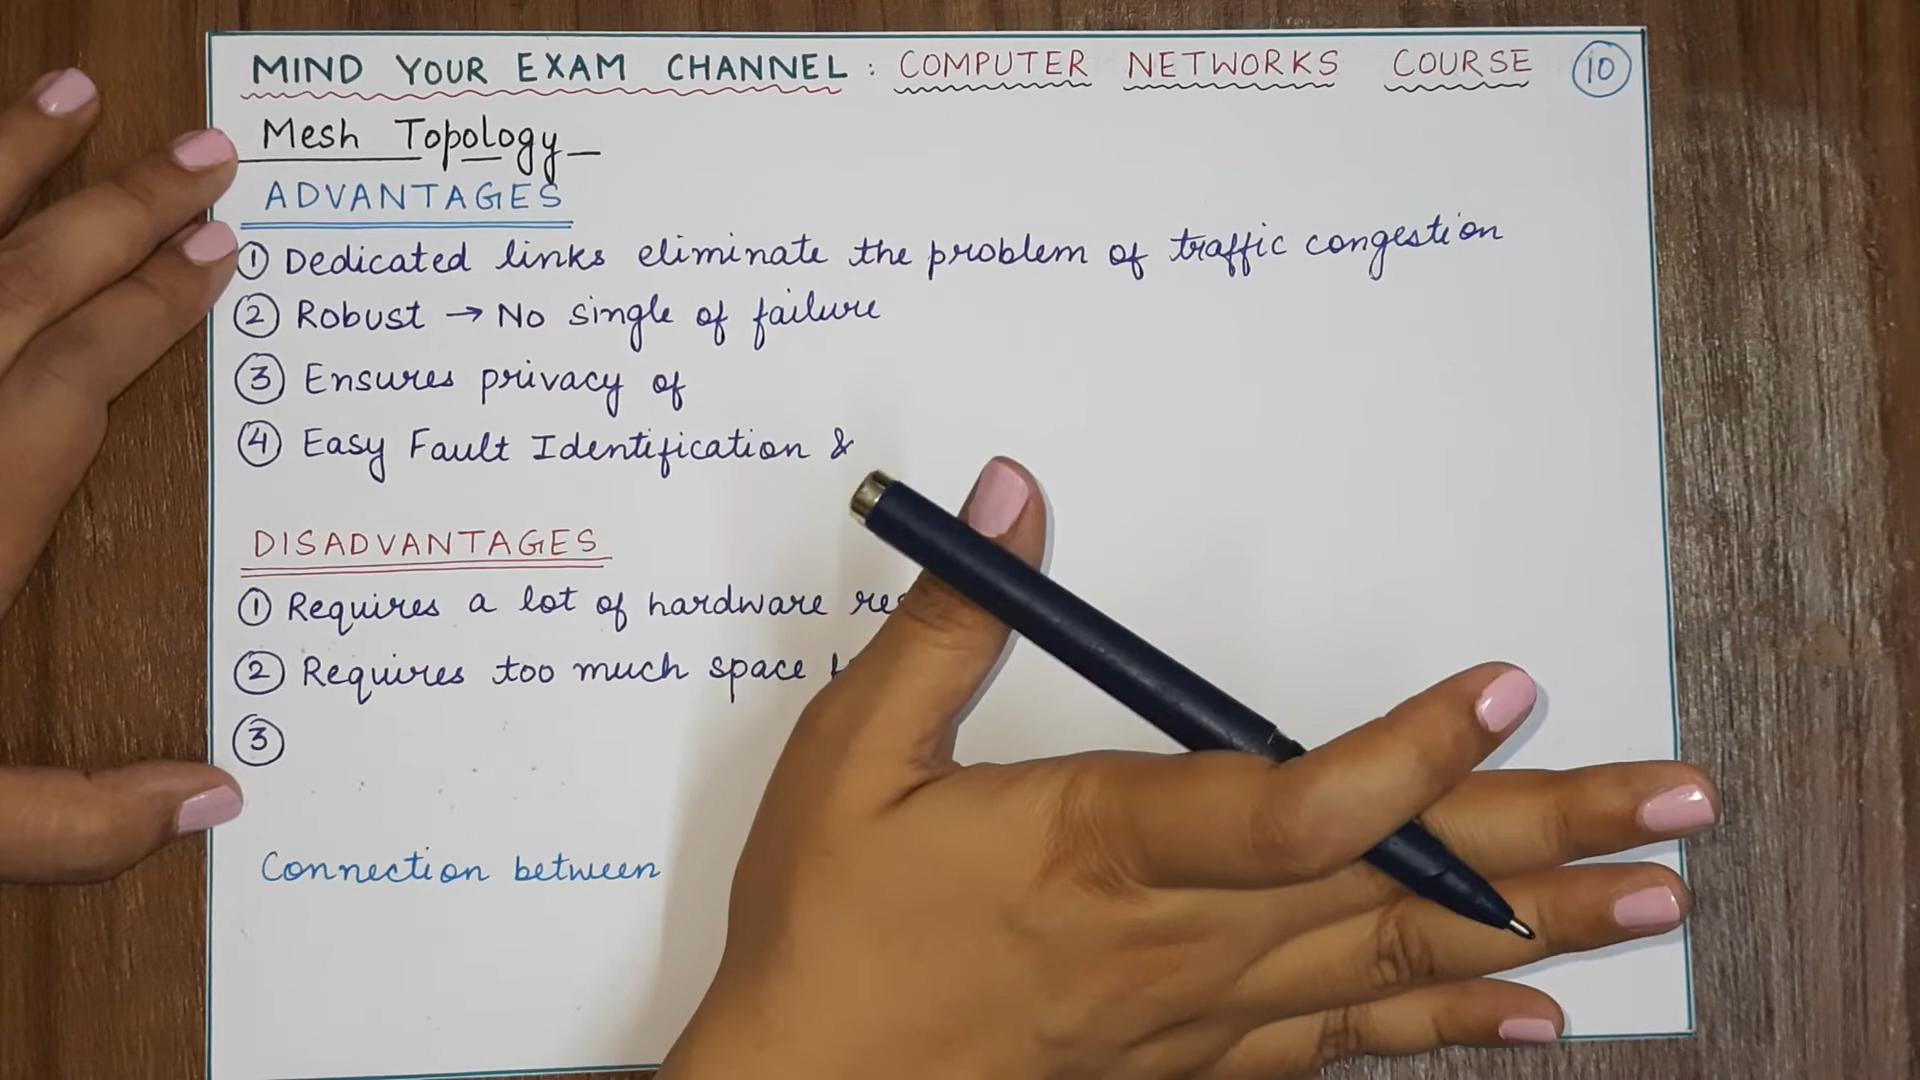 MIND YOUR EXAM CHANNEL : COMPUTER NETWORKS COURSE 10
Mesh Topology
ADVANTAGES
1 Dedicated links eliminate the problem of traffic congestion
2 Robust → No single of failure
3 Ensures privacy of
4 Easy Fault Identification &
DISADVANTAGES
1 Requires a lot of hardware
2 Requires too much space
3
Connection between